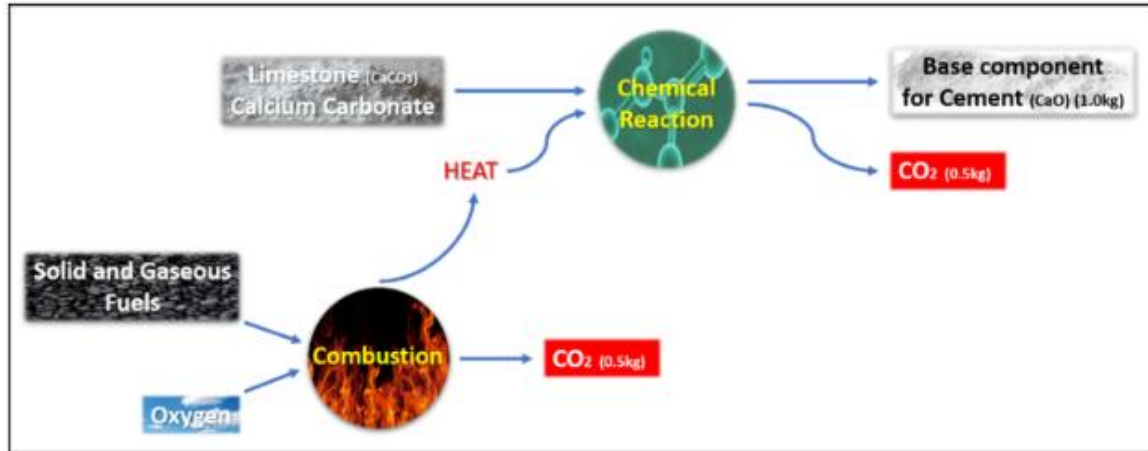 Limestone (CaCO3)
Calcium Carbonate
Chemical
Reaction
Base component
for Cement (CaO) (1.0kg)
CO2 (0.5kg)
HEAT
Solid and Gaseous
Fuels
Combustion
CO2 (0.5kg)
Oxygen